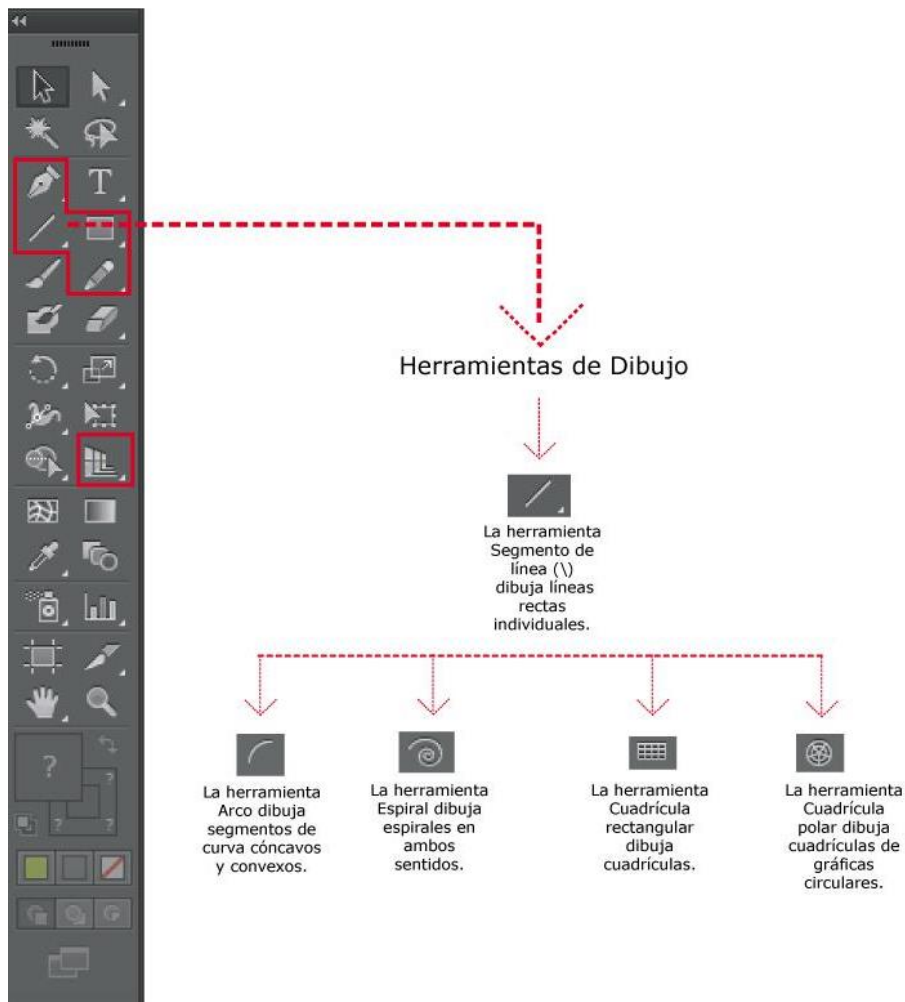 T
Herramientas de Dibujo
La herramienta
Segmento de
línea (\)
dibuja líneas
rectas
individuales.
La herramienta
Arco dibuja
segmentos de
curva cóncavos
y convexos.
La herramienta
Espiral dibuja
espirales en
ambos
sentidos.
La herramienta
Cuadrícula
rectangular
dibuja
cuadrículas.
La herramienta
Cuadrícula
polar dibuja
cuadrículas de
gráficas
circulares.
?
?
? ?